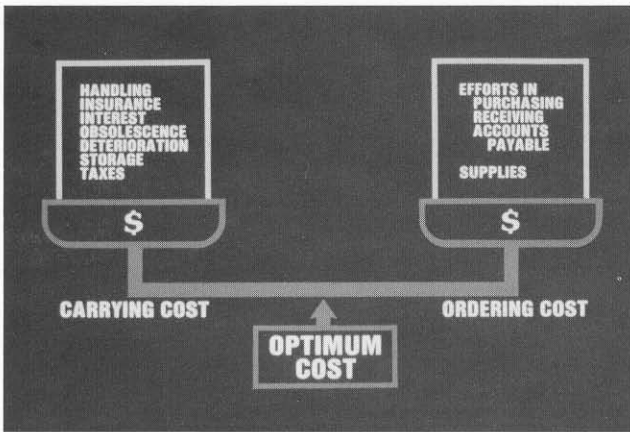 HANDLING
INSURANCE
INTEREST
OBSOLESCENCE
DETERIORATION
STORAGE
TAXES
$
CARRYING COST
EFFORTS IN
PURCHASING
RECEIVING
ACCOUNTS
PAYABLE
SUPPLIES
$
ORDERING COST
OPTIMUM
COST